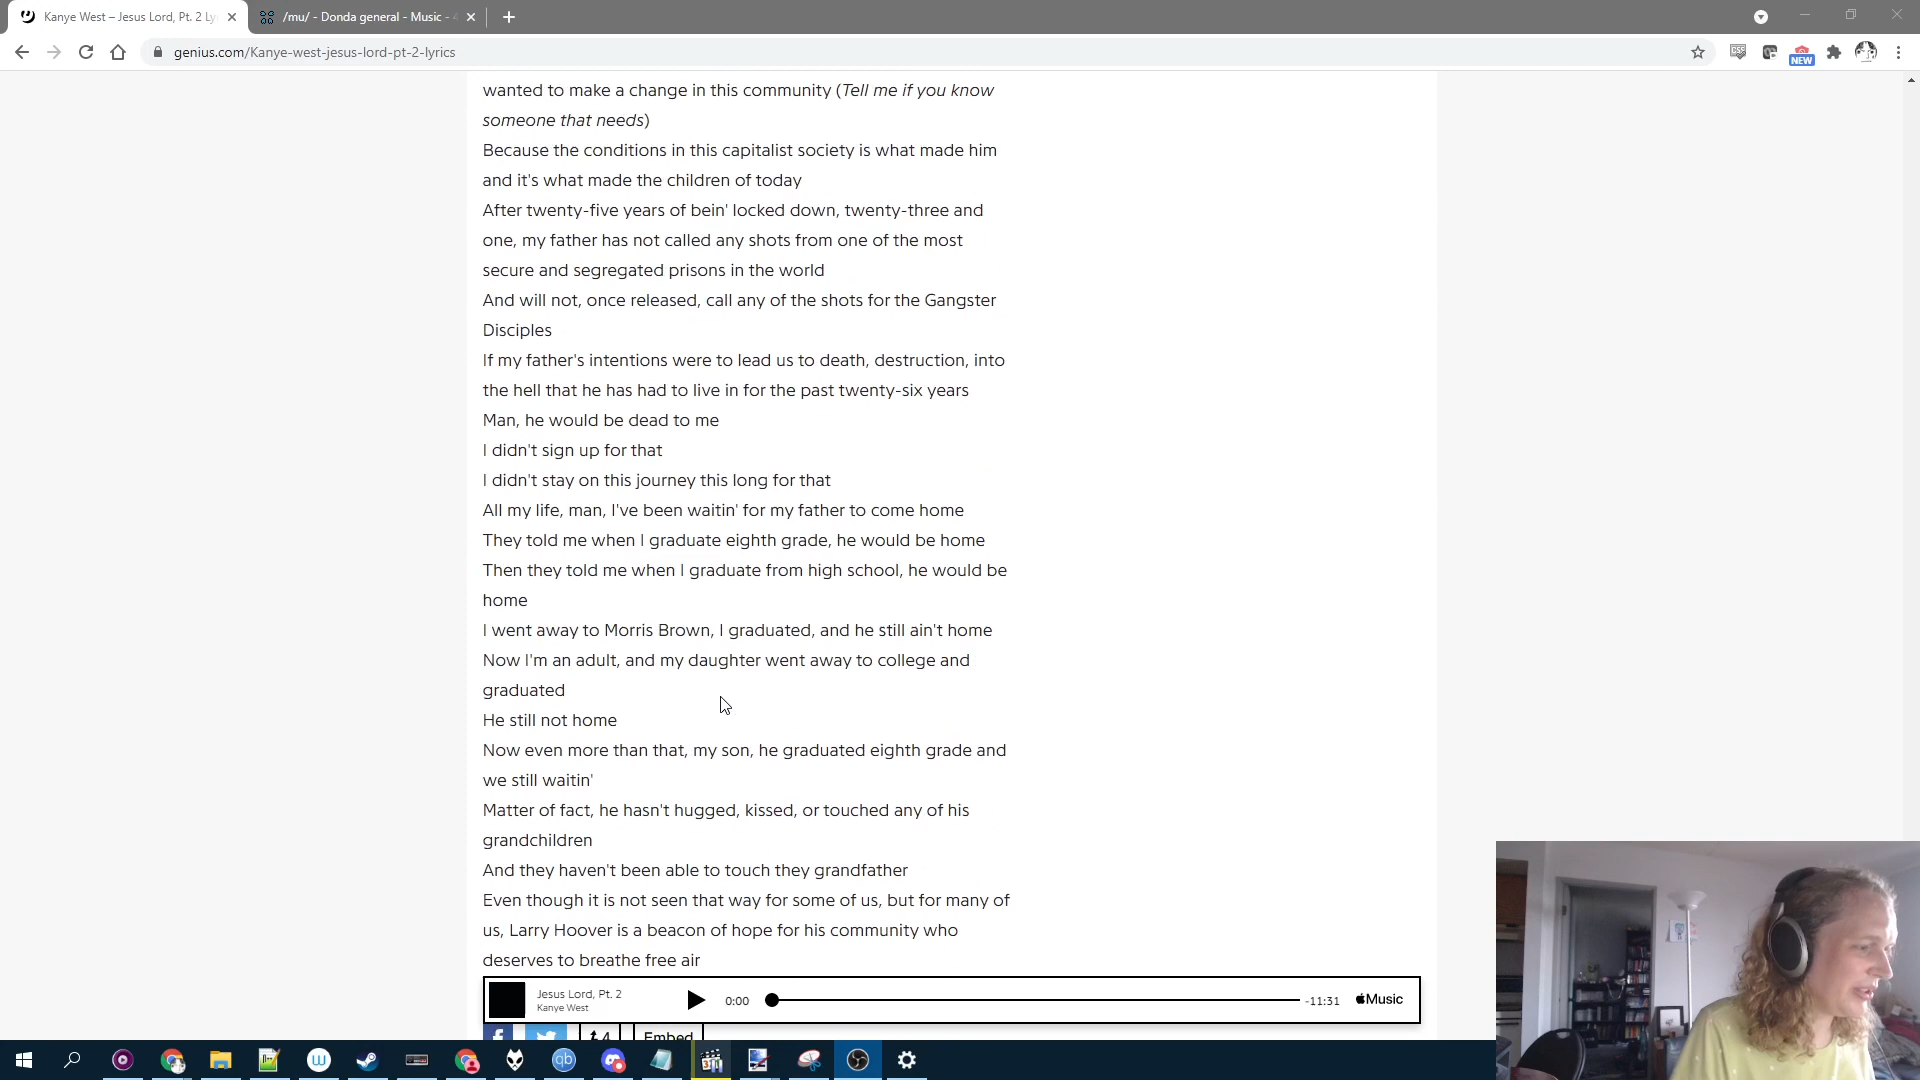 Kanye West – Jesus Lord, Pt. 2 Ly
/mu/ - Donda general - Music - 4
genius.com/Kanye-west-jesus-lord-pt-2-lyrics
CSS
NEW
wanted to make a change in this community (Tell me if you know
someone that needs)
Because the conditions in this capitalist society is what made him
and it's what made the children of today
After twenty-five years of bein' locked down, twenty-three and
one, my father has not called any shots from one of the most
secure and segregated prisons in the world
And will not, once released, call any of the shots for the Gangster
Disciples
If my father's intentions were to lead us to death, destruction, into
the hell that he has had to live in for the past twenty-six years
Man, he would be dead to me
I didn't sign up for that
I didn't stay on this journey this long for that
All my life, man, I've been waitin' for my father to come home
They told me when I graduate eighth grade, he would be home
Then they told me when I graduate from high school, he would be
home
I went away to Morris Brown, I graduated, and he still ain't home
Now I'm an adult, and my daughter went away to college and
graduated
He still not home
Now even more than that, my son, he graduated eighth grade and
we still waitin'
Matter of fact, he hasn't hugged, kissed, or touched any of his
grandchildren
And they haven't been able to touch they grandfather
Even though it is not seen that way for some of us, but for many of
us, Larry Hoover is a beacon of hope for his community who
deserves to breathe free air
Jesus Lord, Pt. 2
Kanye West
0:00
-11:31
Music
4
Embed
qb